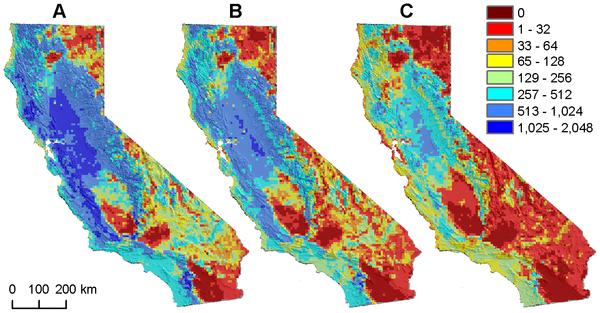 A B C
0
1 - 32
33 - 64
65 - 128
129 - 256
257 - 512
513 - 1,024
1,025 - 2,048
0 100 200 km